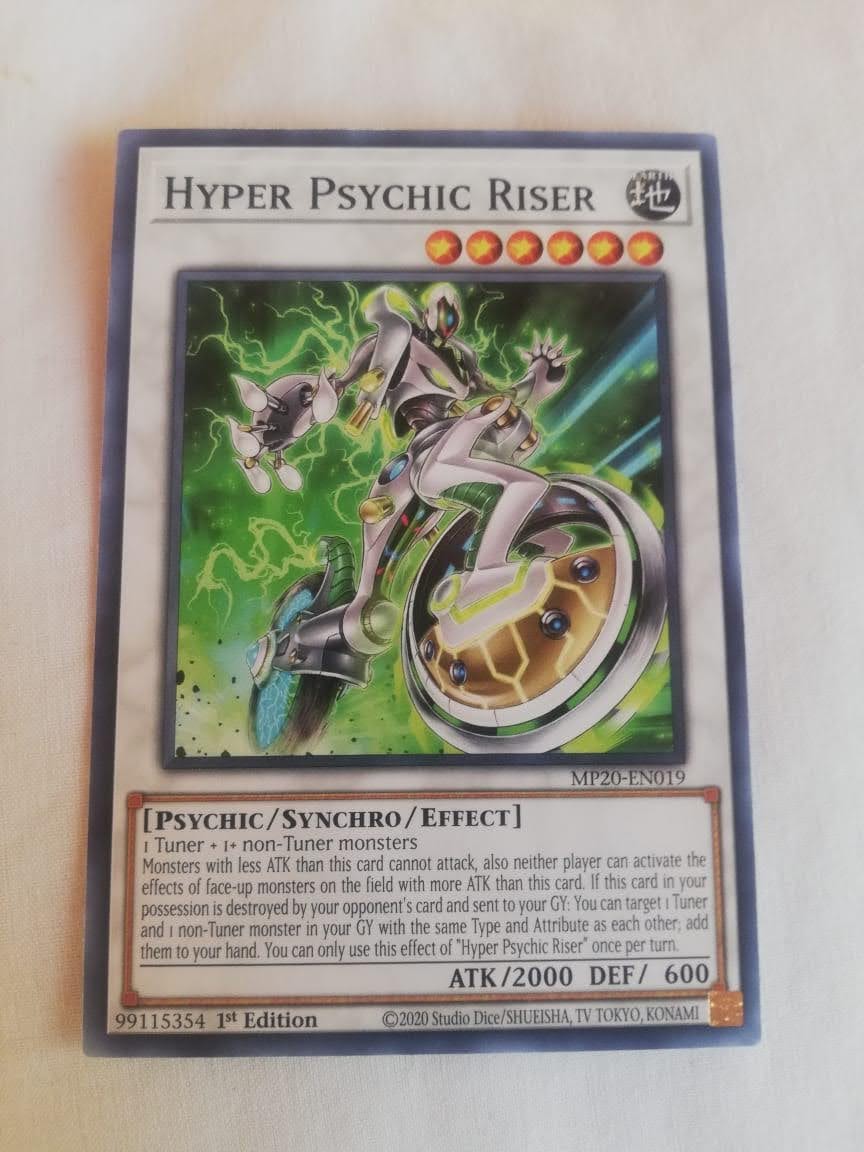 HYPER PSYCHIC RISER
EARTH
地
MP20-EN019
[PSYCHIC/SYNCHRO/EFFECT]
1 Tuner + 1+ non-Tuner monsters
Monsters with less ATK than this card cannot attack, also neither player can activate the
effects of face-up monsters on the field with more ATK than this card. If this card in your
possession is destroyed by your opponent's card and sent to your GY: You can target 1 Tuner
and 1 non-Tuner monster in your GY with the same Type and Attribute as each other; add
them to your hand. You can only use this effect of "Hyper Psychic Riser" once per turn.
ATK/2000 DEF/ 600
99115354 1st Edition ©2020 Studio Dice/SHUEISHA, TV TOKYO, KONAMI